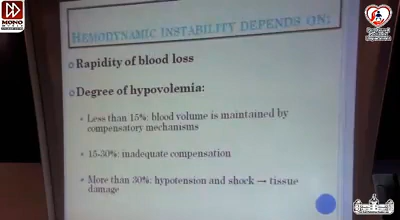 MONO
HEMODYNAMIC INSTABILITY DEPENDS ON:
Rapidity of blood loss
Degree of hypovolemia:
Less than 15%: blood volume is maintained by
compensatory mechanisms
15-30%: inadequate compensation
More than 30%: hypotension and shock → tissue
damage